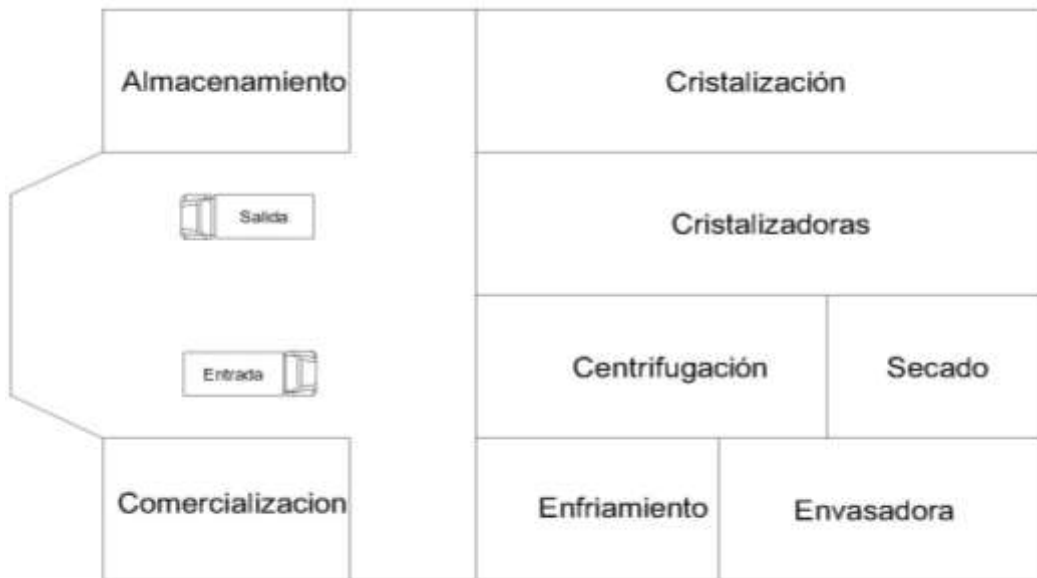 Almacenamiento
Cristalización
Salida
Cristalizadoras
Entrada
Centrifugación
Secado
Comercializacion
Enfriamiento
Envasadora